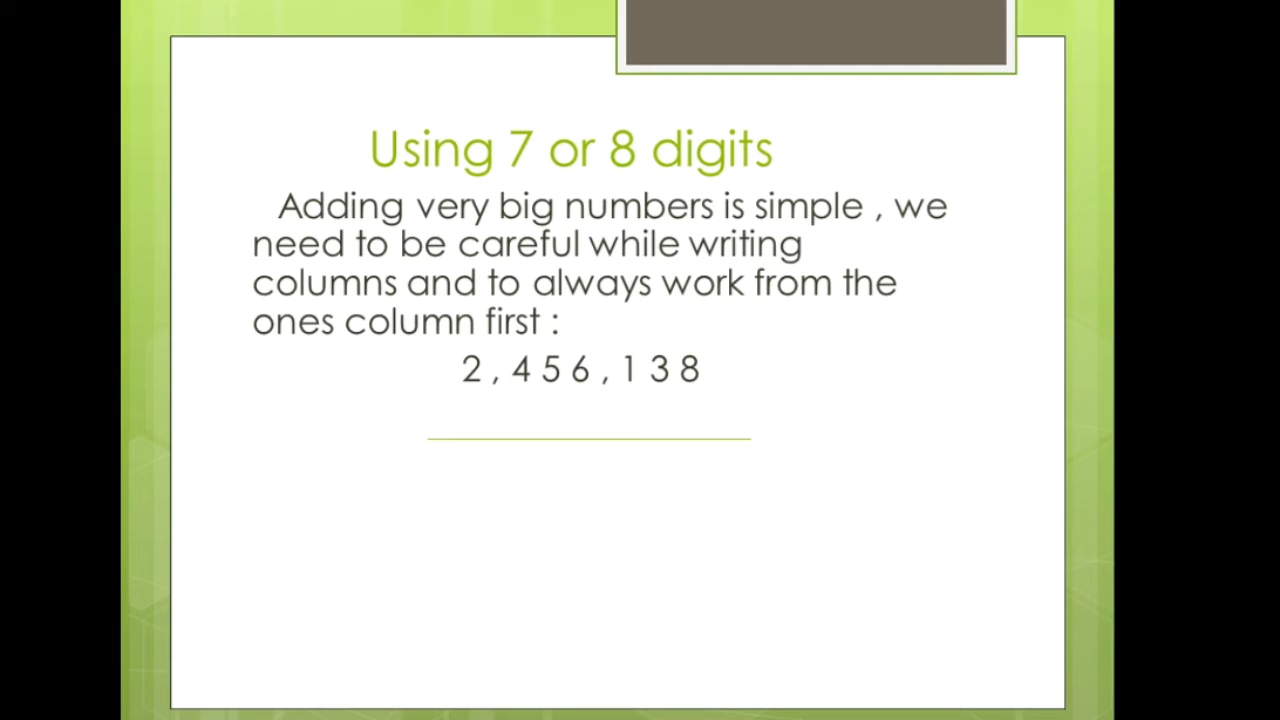 Using 7 or 8 digits
Adding very big numbers is simple , we
need to be careful while writing
columns and to always work from the
ones column first :
2 , 4 5 6 , 1 3 8